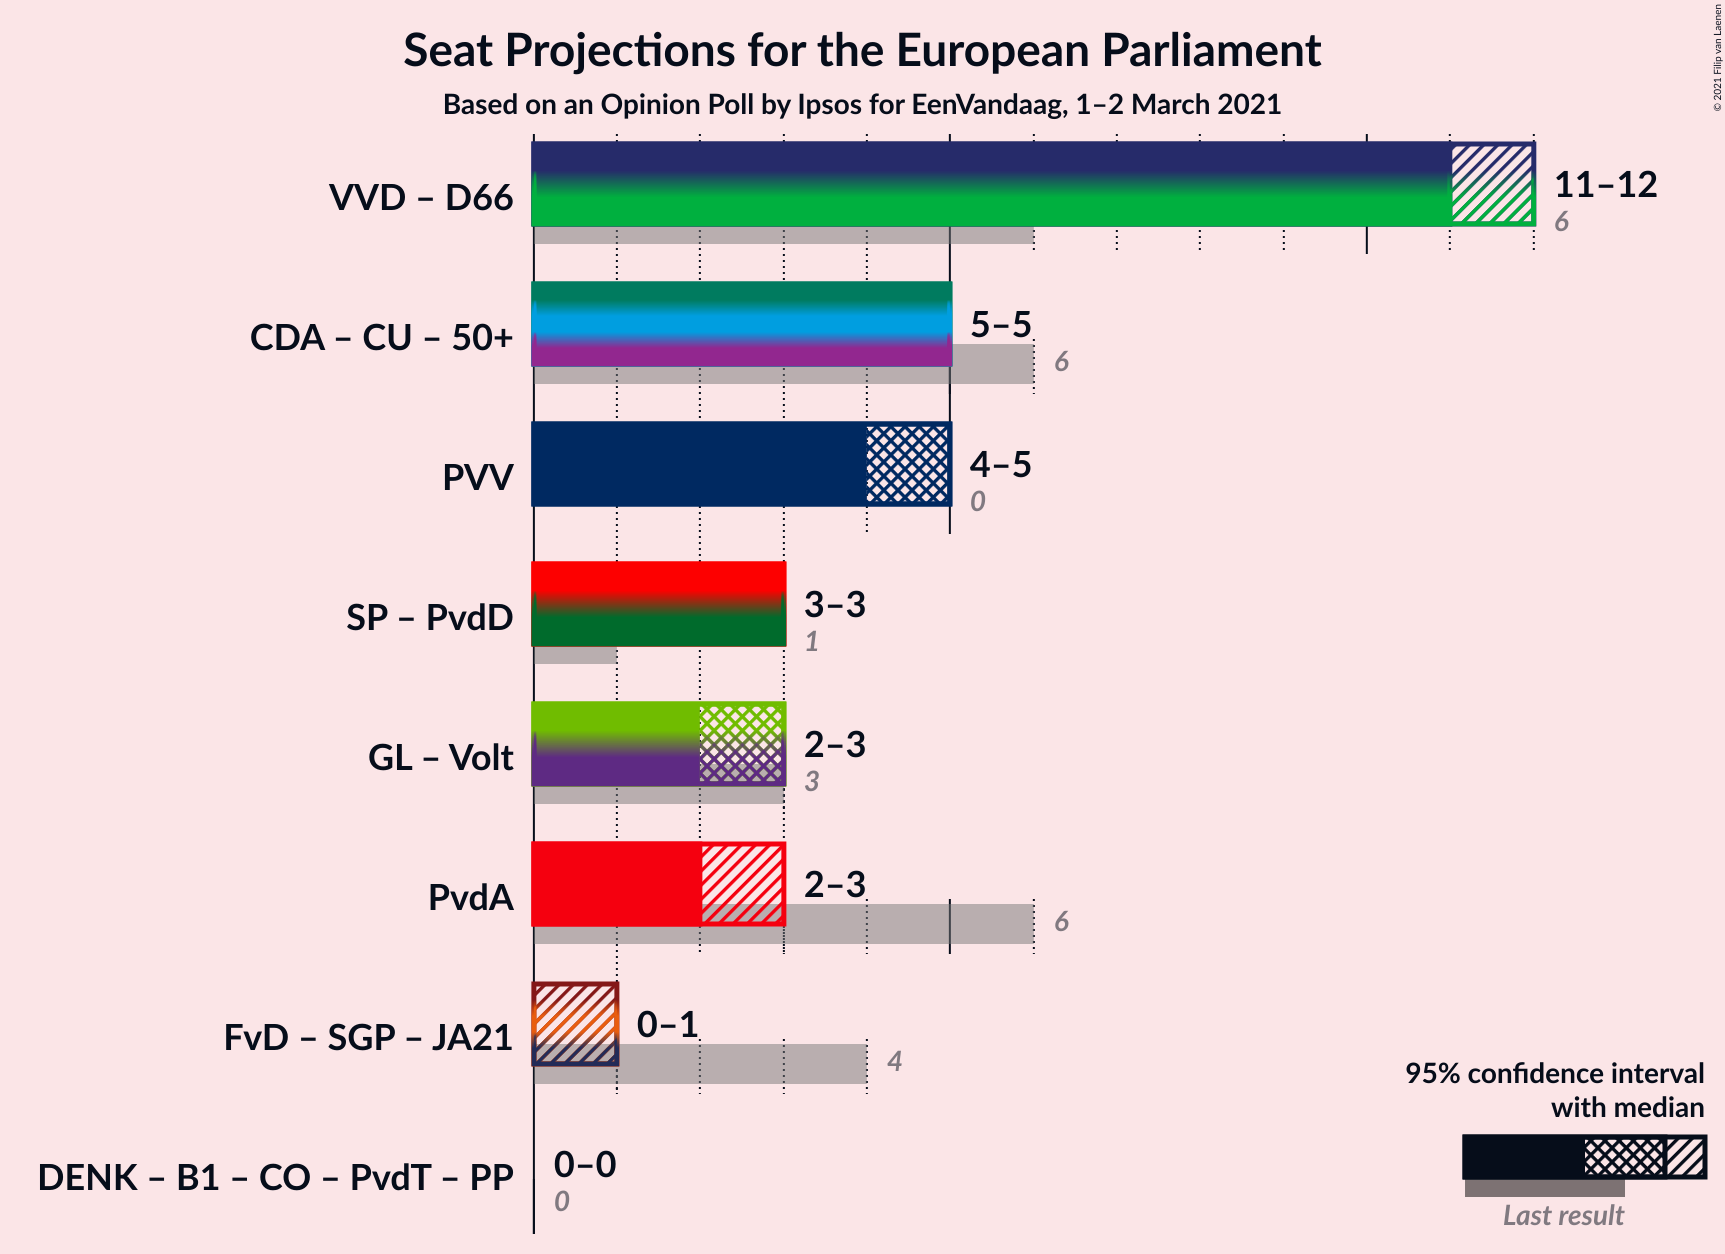 Seat Projections for the European Parliament
Based on an Opinion Poll by Ipsos for EenVandaag, 1–2 March 2021
© 2021 Filip van Laenen
VVD – D66
11–12
6
CDA – CU – 50+
5–5
6
PVV
4–5
0
SP – PvdD
3–3
1
GL – Volt
2–3
3
PvdA
2–3
6
FvD – SGP – JA21
0–1
4
DENK – B1 – CO – PvdT – PP
0–0
0
95% confidence interval
with median
Last result